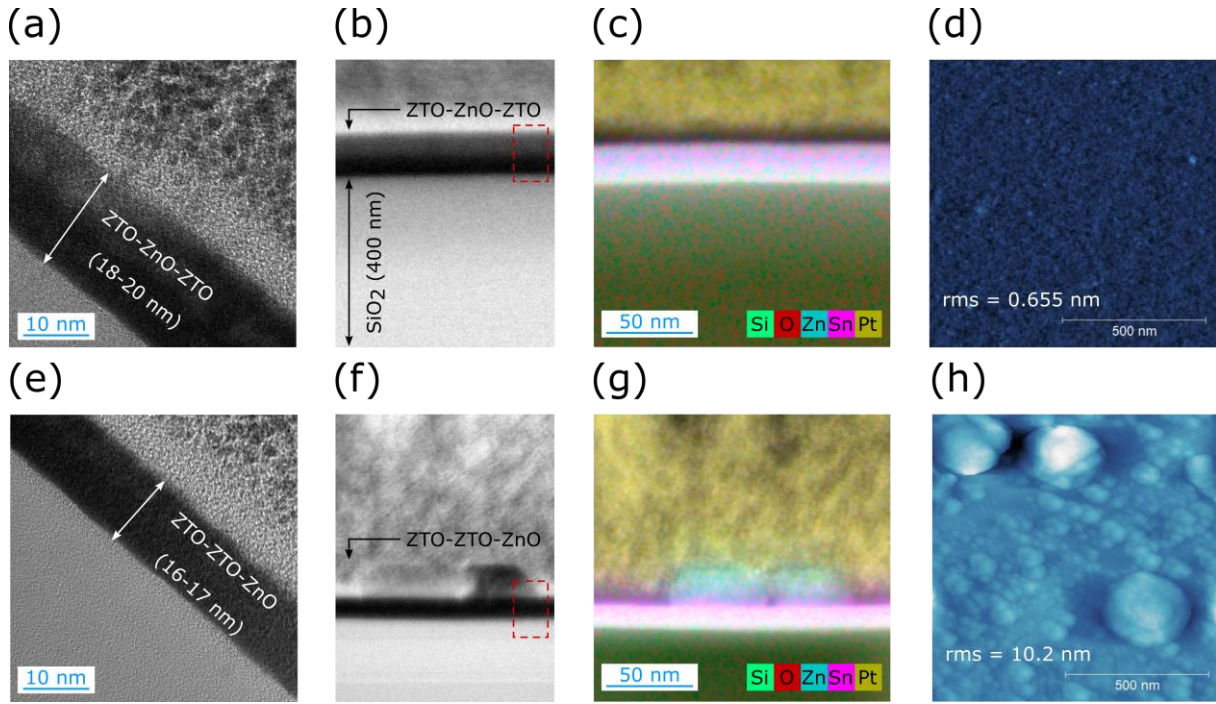 (a)
(b)
(c)
(d)
ZTO-ZnO-ZTO
(18-20 nm)
10 nm
ZTO-ZnO-ZTO
SiO2 (400 nm)
50 nm
Si O Zn Sn Pt
rms = 0.655 nm
500 nm
(e)
(f)
(g)
(h)
ZTO-ZTO-ZnO
(16-17 nm)
10 nm
ZTO-ZTO-ZnO
50 nm
Si O Zn Sn Pt
rms = 10.2 nm
500 nm